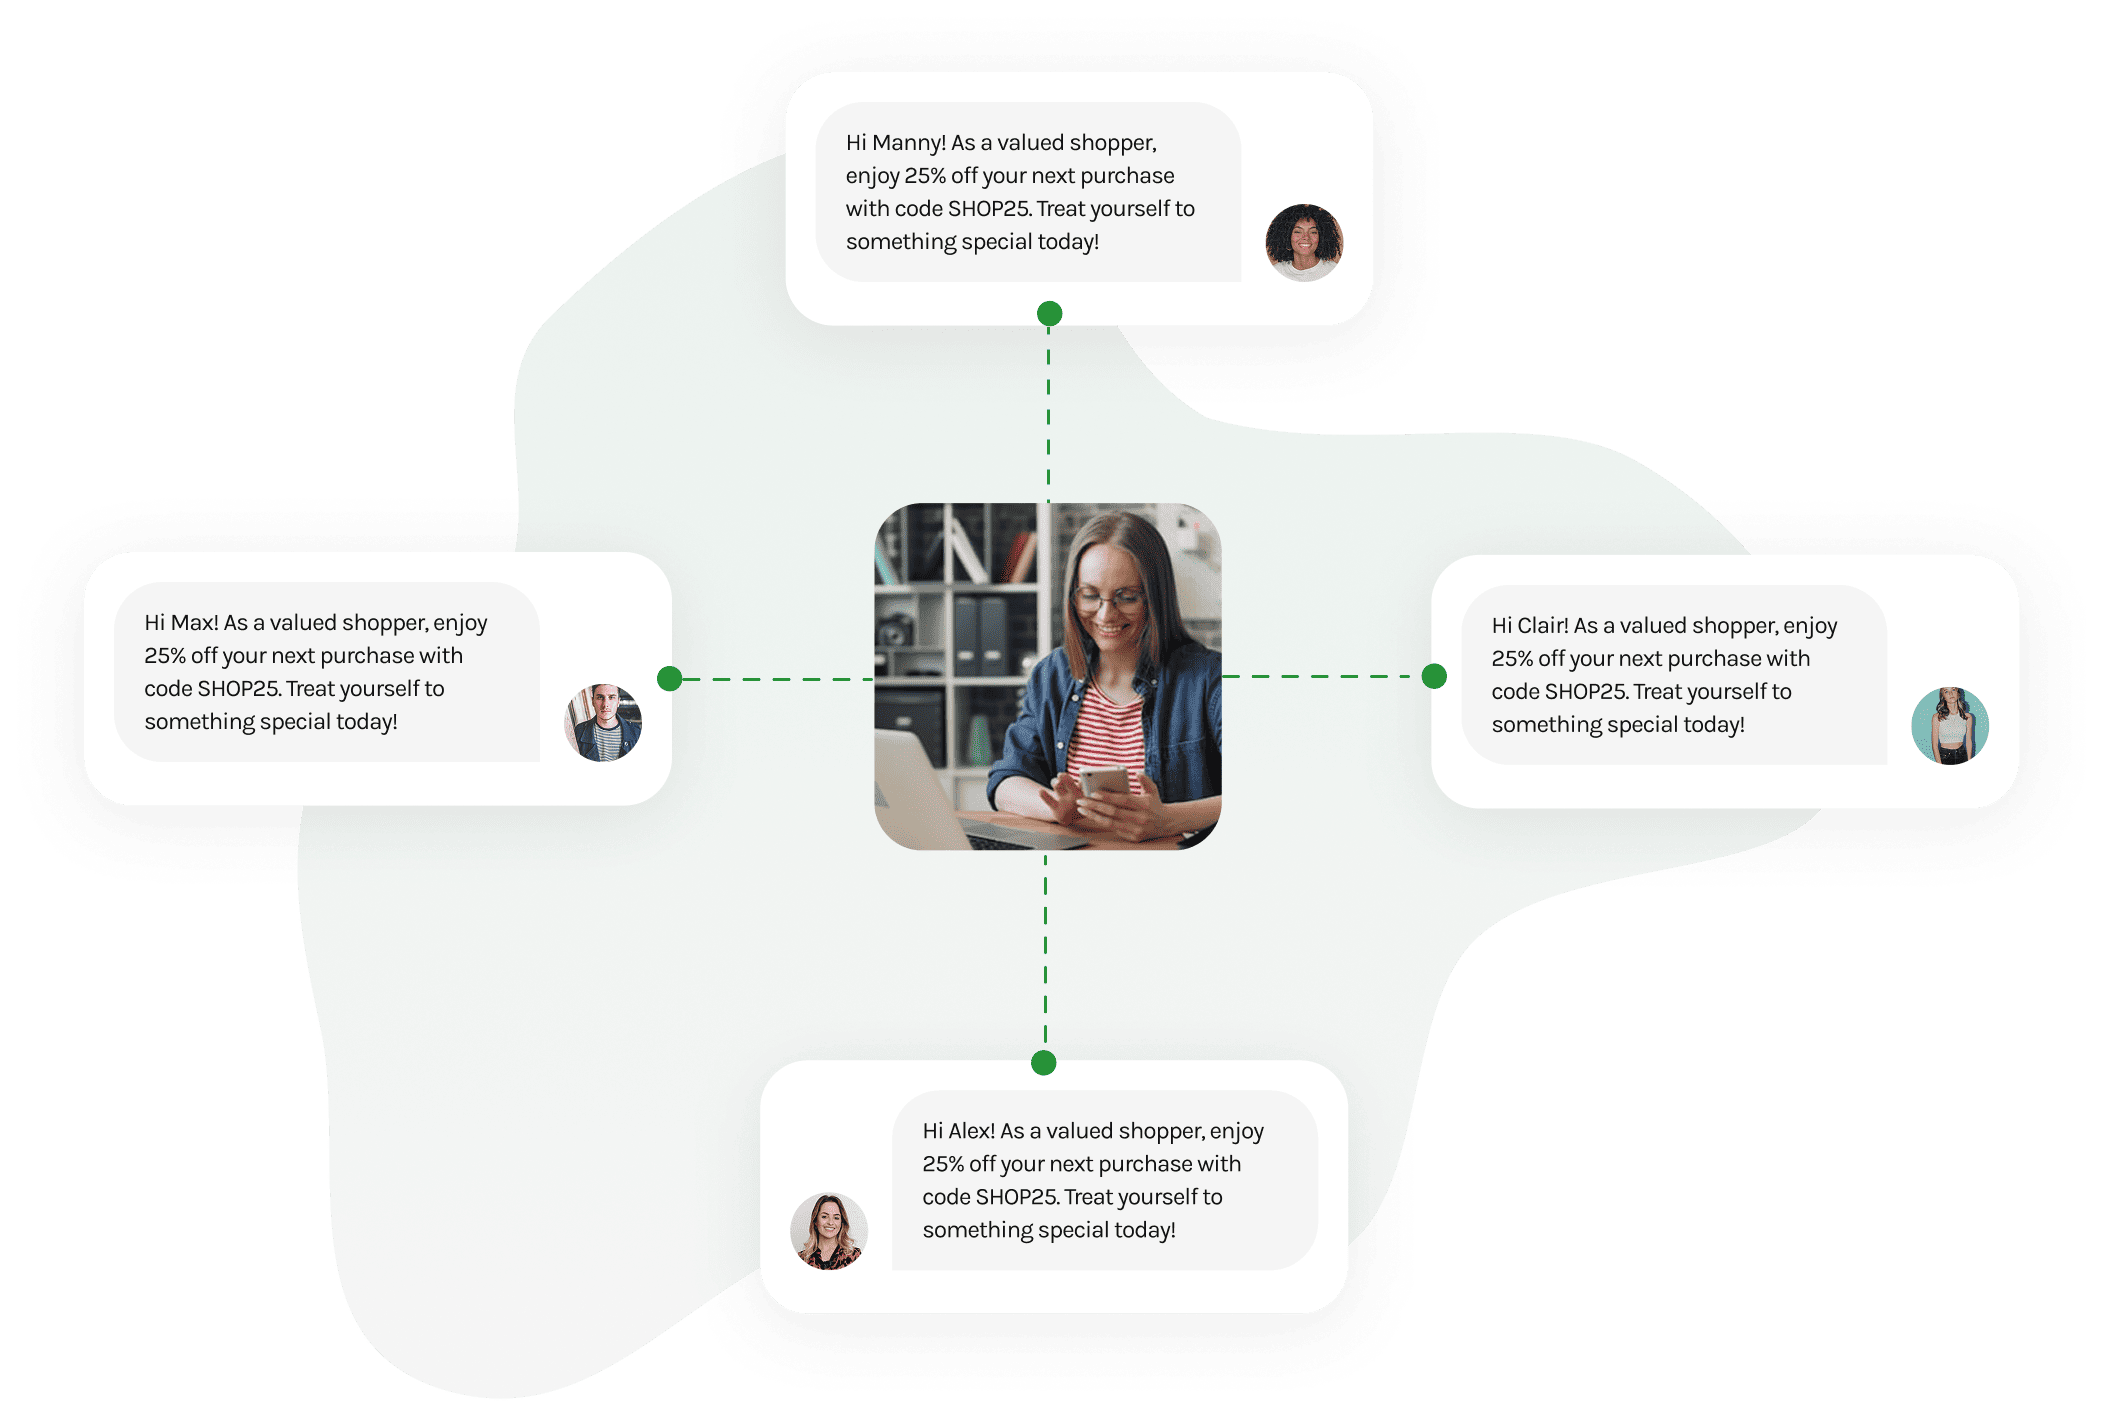 Hi Manny! As a valued shopper,
enjoy 25% off your next purchase
with code SHOP25. Treat yourself to
something special today!
Hi Max! As a valued shopper, enjoy
25% off your next purchase with
code SHOP25. Treat yourself to
something special today!
Hi Clair! As a valued shopper, enjoy
25% off your next purchase with
code SHOP25. Treat yourself to
something special today!
Hi Alex! As a valued shopper, enjoy
25% off your next purchase with
code SHOP25. Treat yourself to
something special today!